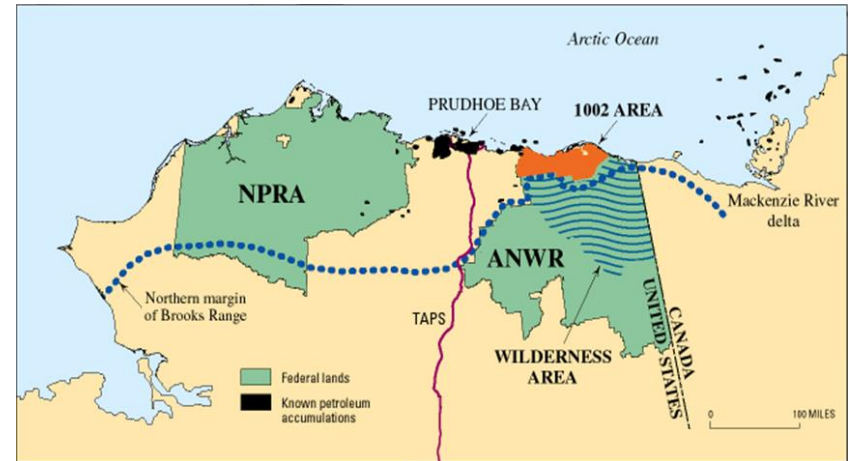 Arctic Ocean
PRUDHOE BAY
1002 AREA
NPRA
Mackenzie River
delta
ANWR
Northern margin
of Brooks Range
TAPS
WILDERNESS
AREA
CANADA
UNITED STATES
Federal lands
Known petroleum
accumulations
0
100 MILES